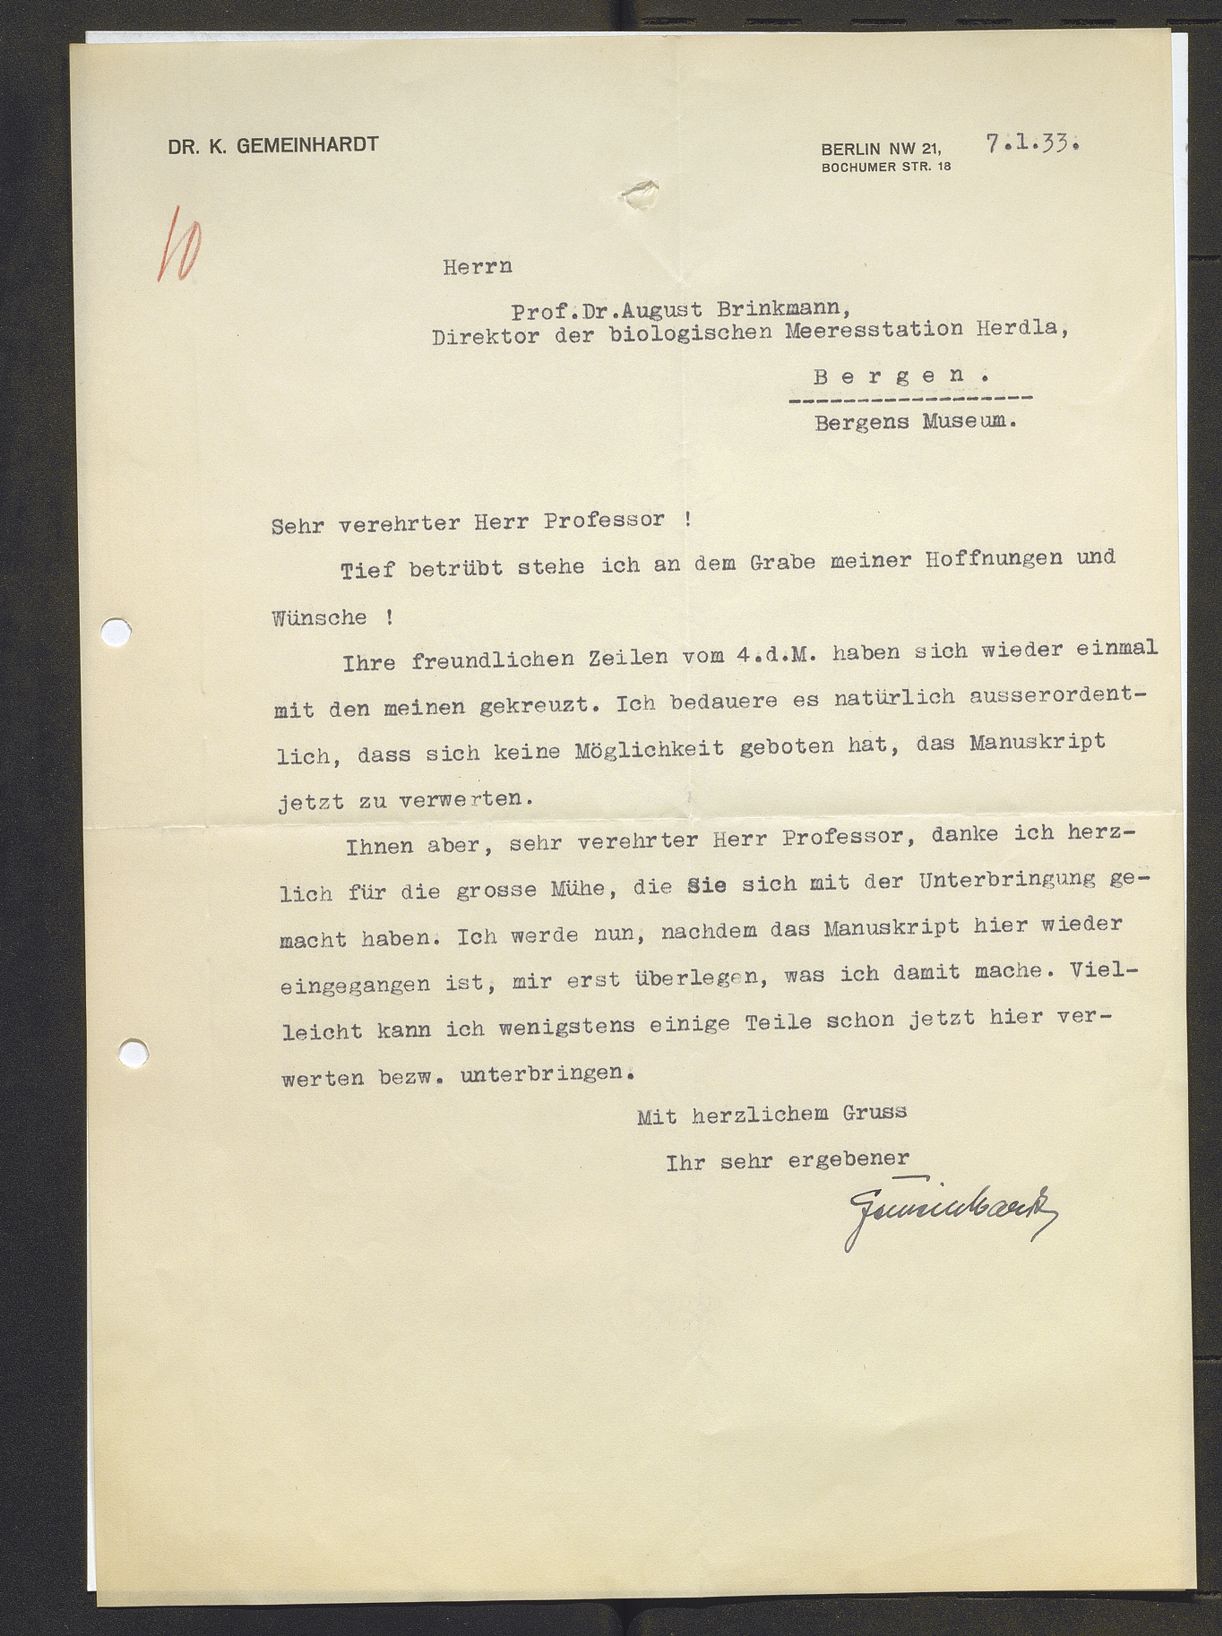 DR. K. GEMEINHARDT
BERLIN NW 21, 7.1.33.
BOCHUMER STR. 18
10
Herrn
Prof.Dr.August Brinkmann,
Direktor der biologischen Meeresstation Herdla,
B e r g e n .
Bergens Museum.
Sehr verehrter Herr Professor !
Tief betrübt stehe ich an dem Grabe meiner Hoffnungen und
Wünsche !
Ihre freundlichen Zeilen vom 4.d.M. haben sich wieder einmal
mit den meinen gekreuzt. Ich bedauere es natürlich ausserordent-
lich, dass sich keine Möglichkeit geboten hat, das Manuskript
jetzt zu verwerten.
Ihnen aber, sehr verehrter Herr Professor, danke ich herz-
lich für die grosse Mühe, die Sie sich mit der Unterbringung ge-
macht haben. Ich werde nun, nachdem das Manuskript hier wieder
eingegangen ist, mir erst überlegen, was ich damit mache. Viel-
leicht kann ich wenigstens einige Teile schon jetzt hier ver-
werten bezw. unterbringen.
Mit herzlichem Gruss
Ihr sehr ergebener
Gemeinhardt